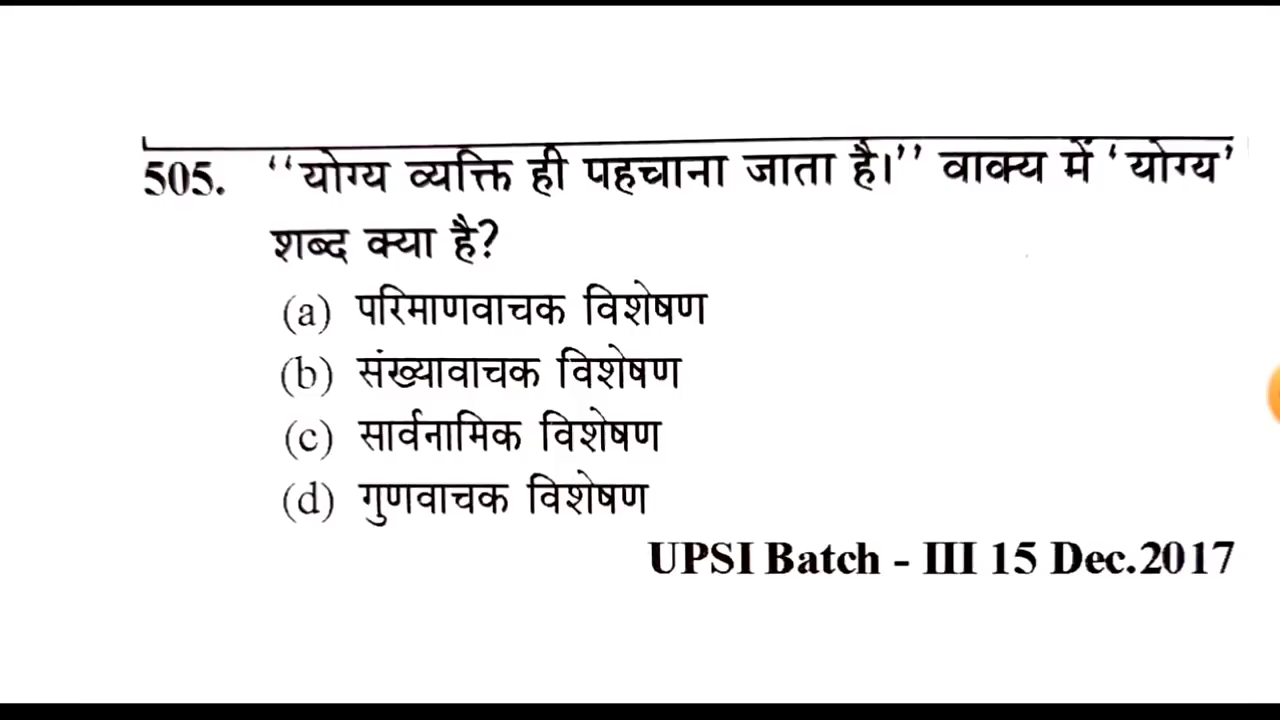 505. ‘‘योग्य व्यक्ति ही पहचाना जाता है।’’ वाक्य में ‘योग्य’
शब्द क्या है?
(a) परिमाणवाचक विशेषण
(b) संख्यावाचक विशेषण
(c) सार्वनामिक विशेषण
(d) गुणवाचक विशेषण
UPSI Batch - III 15 Dec.2017